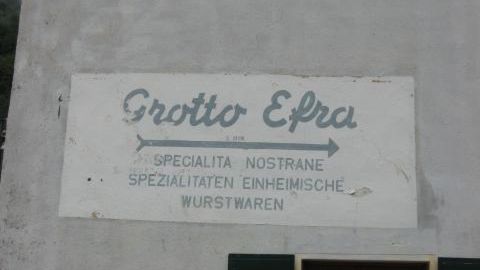 Grotto Efra
SPECIALITA NOSTRANE
SPEZIALITATEN EINHEIMISCHE
WURSTWAREN